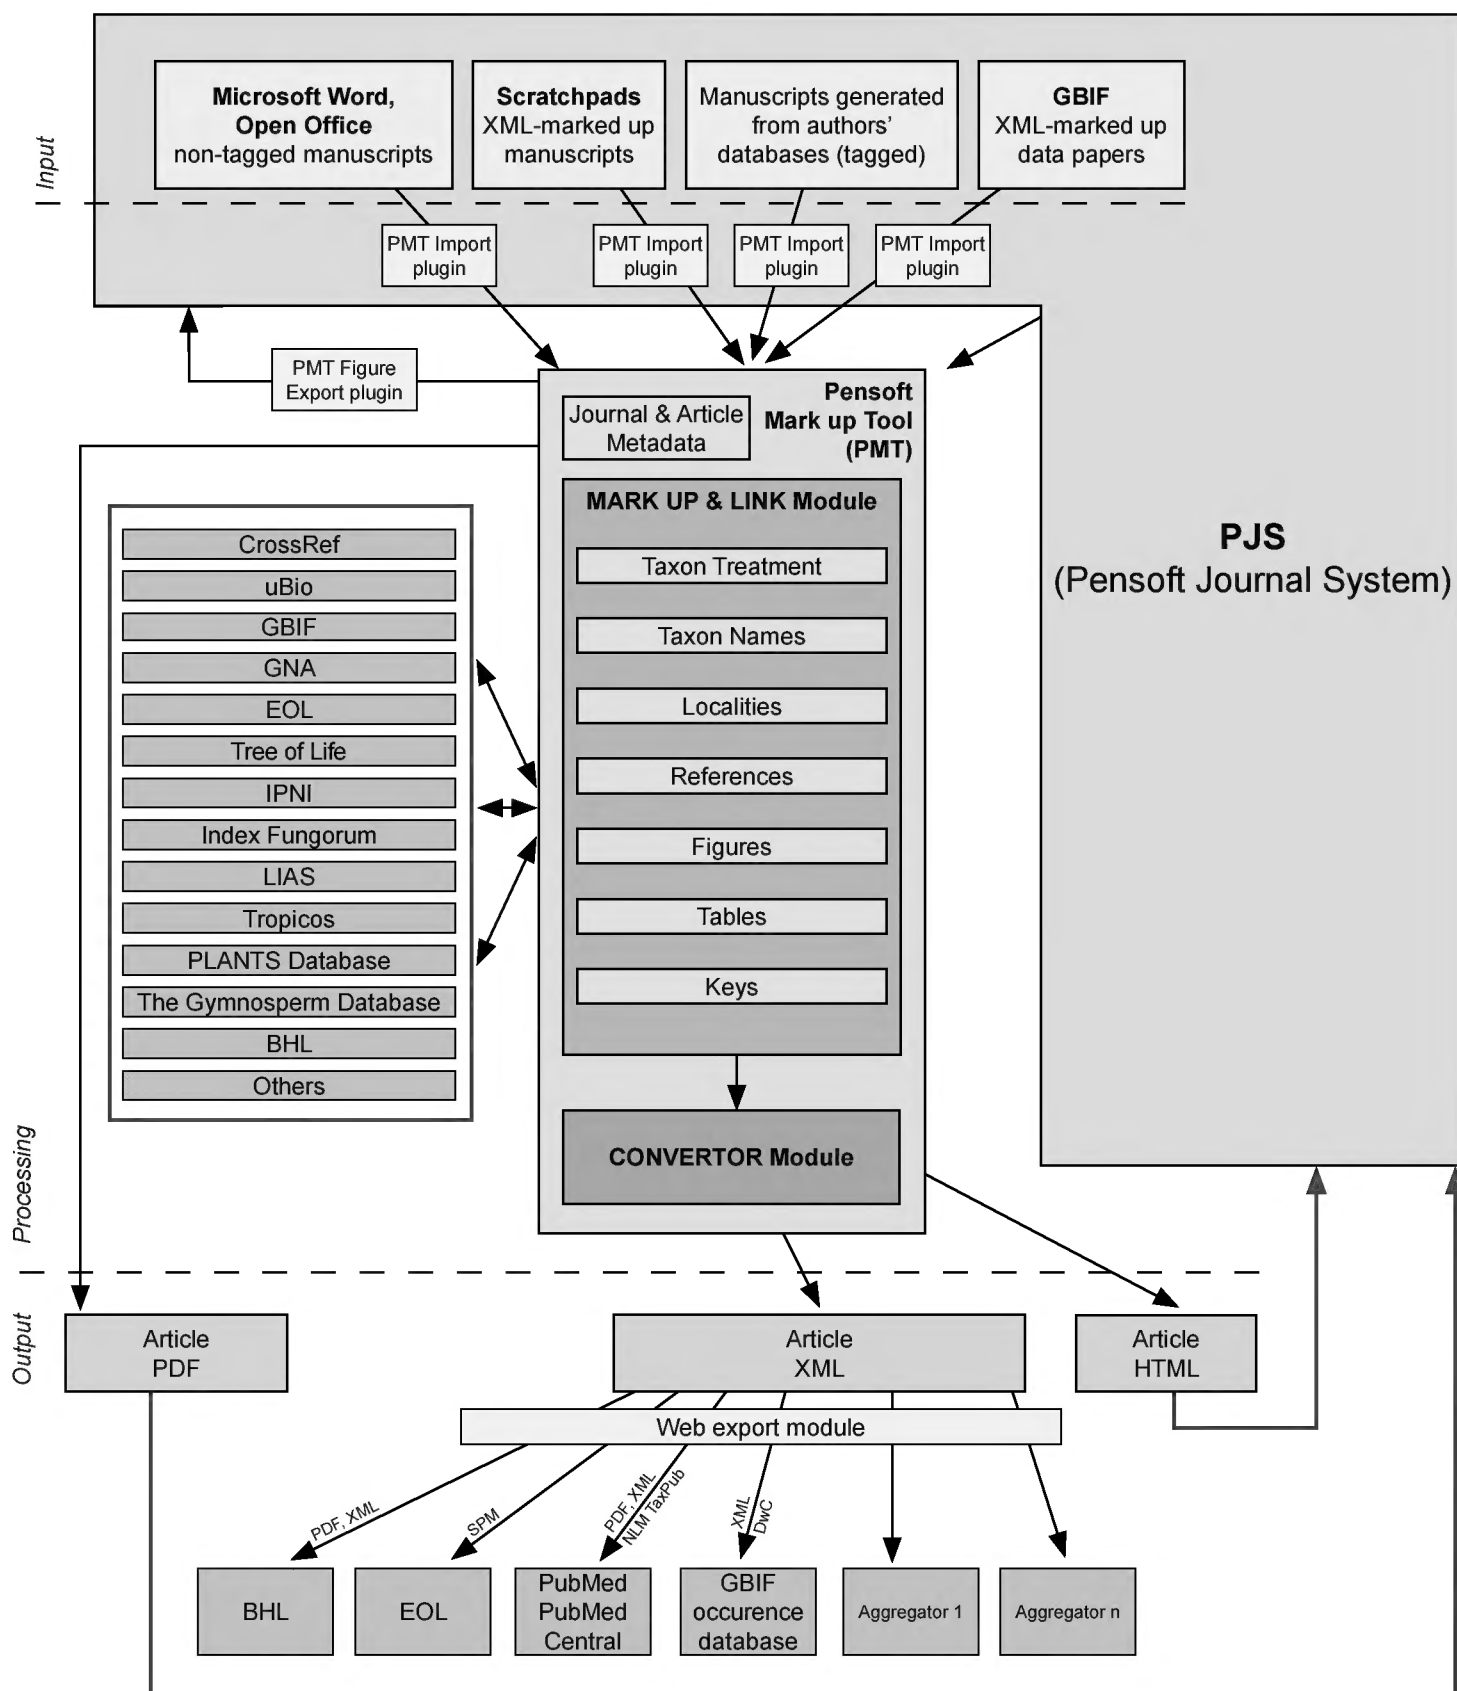 Input
Microsoft Word,
Open Office
non-tagged manuscripts
Scratchpads
XML-marked up
manuscripts
Manuscripts generated
from authors'
databases (tagged)
GBIF
XML-marked up
data papers
PMT Import
plugin
PMT Import
plugin
PMT Import
plugin
PMT Import
plugin
PMT Figure
Export plugin
Pensoft
Mark up Tool
(PMT)
Journal & Article
Metadata
MARK UP & LINK Module
Taxon Treatment
Taxon Names
Localities
References
Figures
Tables
Keys
CONVERTOR Module
PJS
(Pensoft Journal System)
CrossRef
uBio
GBIF
GNA
EOL
Tree of Life
IPNI
Index Fungorum
LIAS
Tropicos
PLANTS Database
The Gymnosperm Database
BHL
Others
Processing
Output
Article
PDF
Article
XML
Article
HTML
Web export module
PDF, XML
SPM
PDF, XML
NLM TaxPub
XML
DwC
BHL
EOL
PubMed
PubMed
Central
GBIF
occurence
database
Aggregator 1
Aggregator n